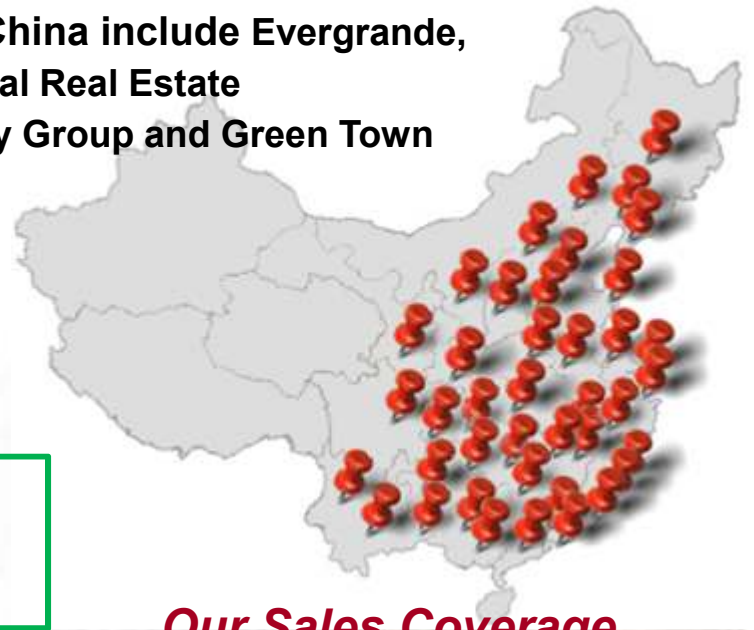 China include Evergrande,
al Real Estate
y Group and Green Town
Our Sales Coverage